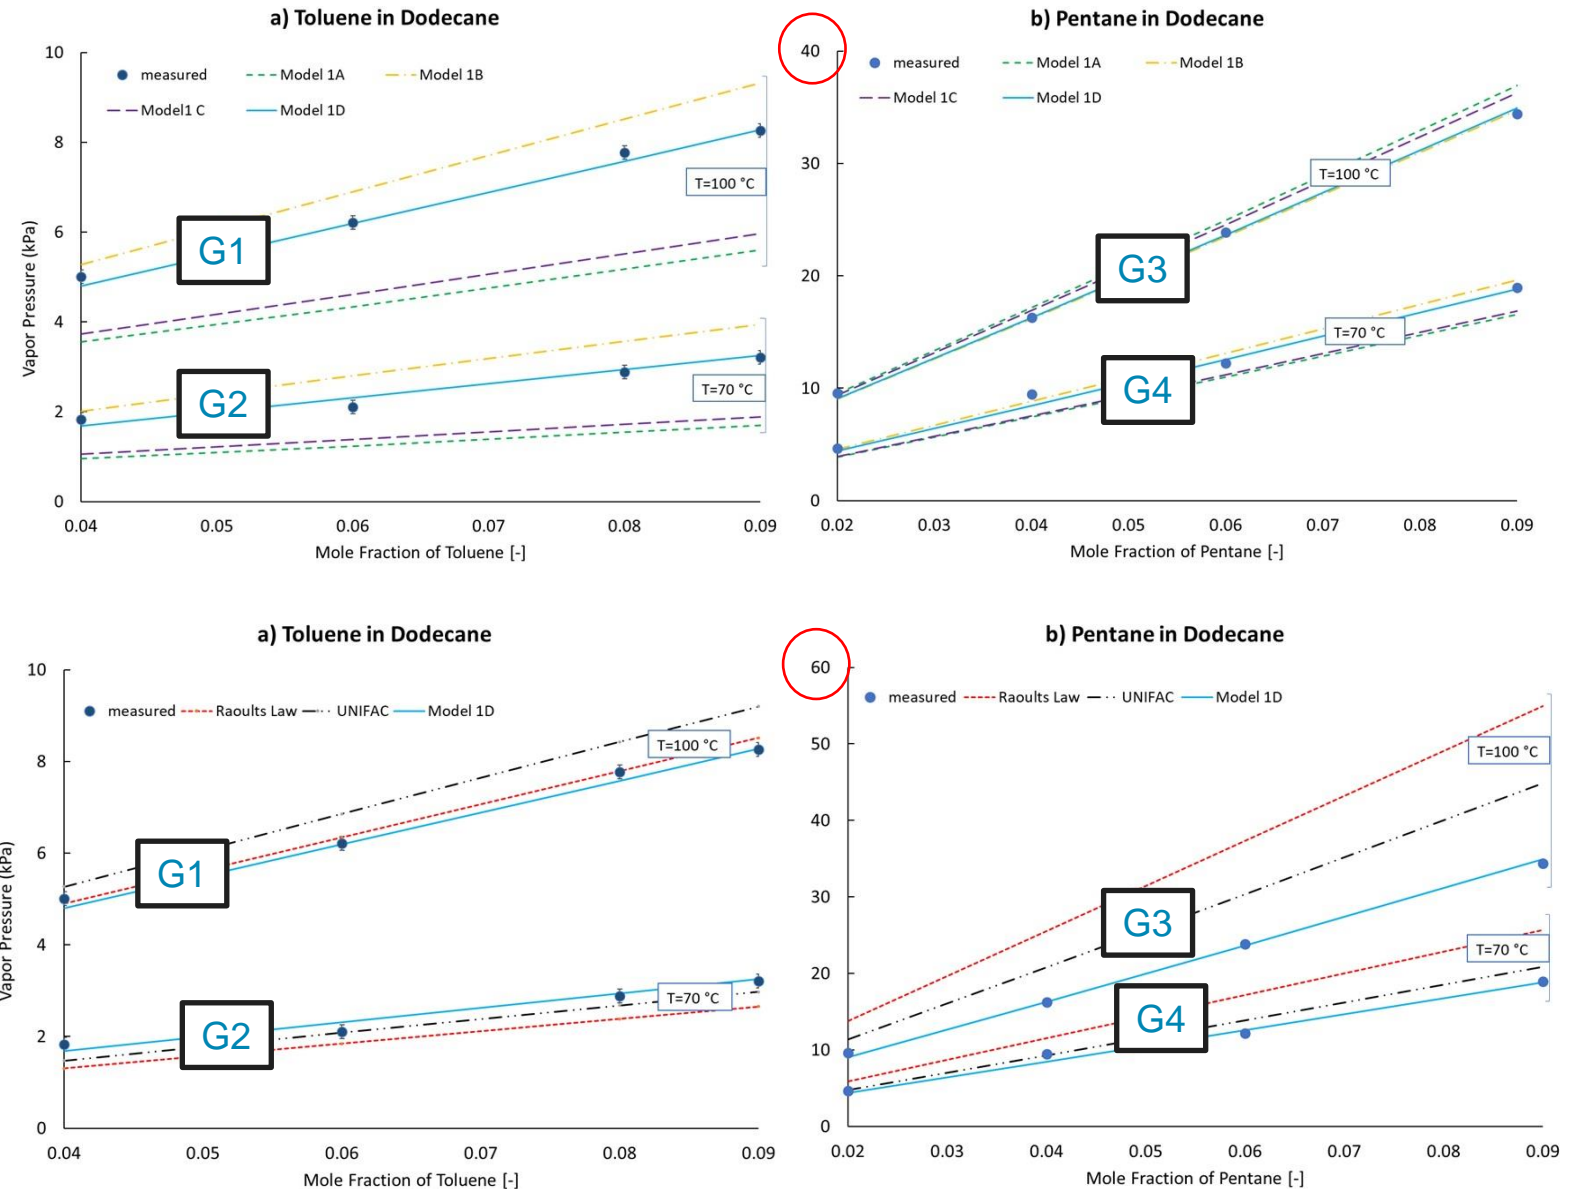 a) Toluene in Dodecane
10
measured Model 1A Model 1B
Model1 C Model 1D
8
T=100 °C
6
G1
Vapor Pressure (kPa)
4
T=70 °C
G2
2
0
0.04 0.05 0.06 0.07 0.08 0.09
Mole Fraction of Toluene [-]
b) Pentane in Dodecane
40
measured Model 1A Model 1B
Model 1C Model 1D
30
T=100 °C
G3
20
T=70 °C
G4
10
0
0.02 0.03 0.04 0.05 0.06 0.07 0.08 0.09
Mole Fraction of Pentane [-]
a) Toluene in Dodecane
10
measured Raoults Law UNIFAC Model 1D
T=100 °C
8
G1
6
Vapor Pressure (kPa)
4
T=70 °C
G2
2
0
0.04 0.05 0.06 0.07 0.08 0.09
Mole Fraction of Toluene [-]
b) Pentane in Dodecane
60
measured Raoults Law UNIFAC Model 1D
50
T=100 °C
40
30
G3
T=70 °C
20
G4
10
0
0.02 0.03 0.04 0.05 0.06 0.07 0.08 0.09
Mole Fraction of Pentane [-]